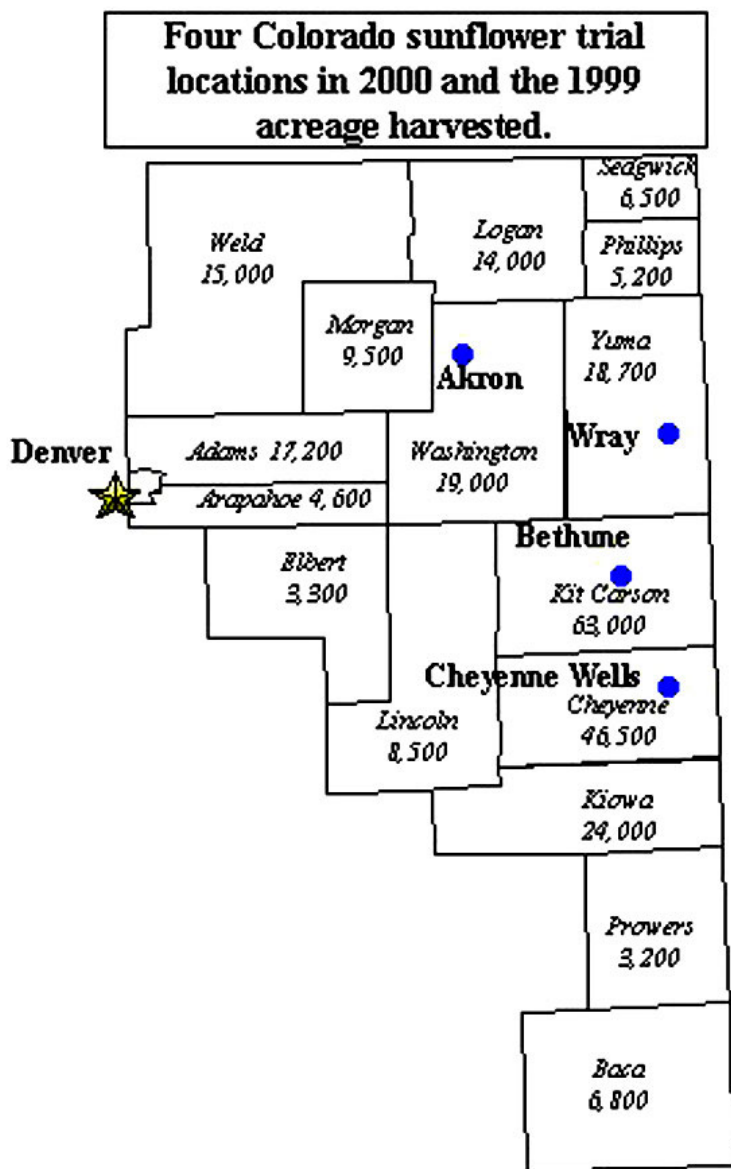 Four Colorado sunflower trial
locations in 2000 and the 1999
acreage harvested.
Sedgwick
6,500
Weld
15,000
Logan
14,000
Phillips
5,200
Morgan
9,500
Yuma
18,700
Akron
Wray
Denver
Adams 17,200
Washington
19,000
Arapahoe 4,600
Bethune
Elbert
3,300
Kit Carson
63,000
Cheyenne Wells
Cheyenne
46,500
Lincoln
8,500
Kiowa
24,000
Prowers
3,200
Baca
6,800